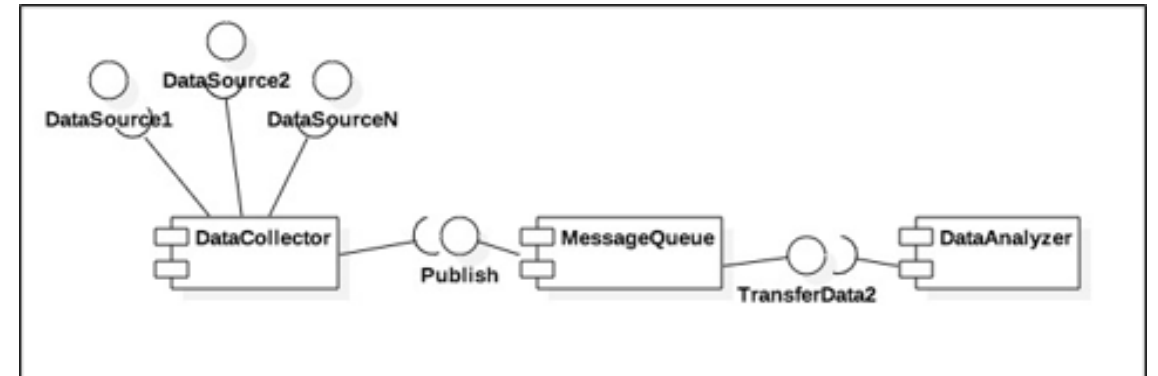 DataSource2
DataSource1
DataSourceN
DataCollector
MessageQueue
DataAnalyzer
Publish
TransferData2